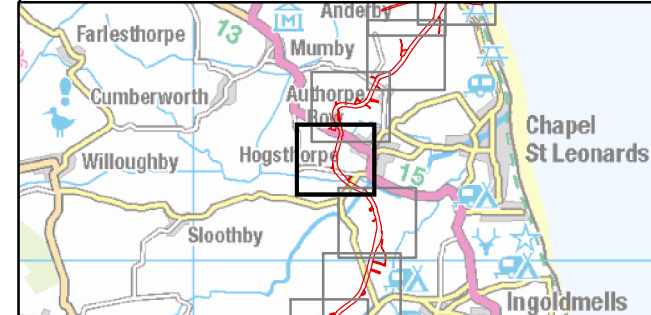 Anderby
Farlesthorpe
13
Mumby
Cumberworth
Authorpe
Row
Chapel
St Leonards
Willoughby
Hogsthorpe
15
Sloothby
Ingoldmells